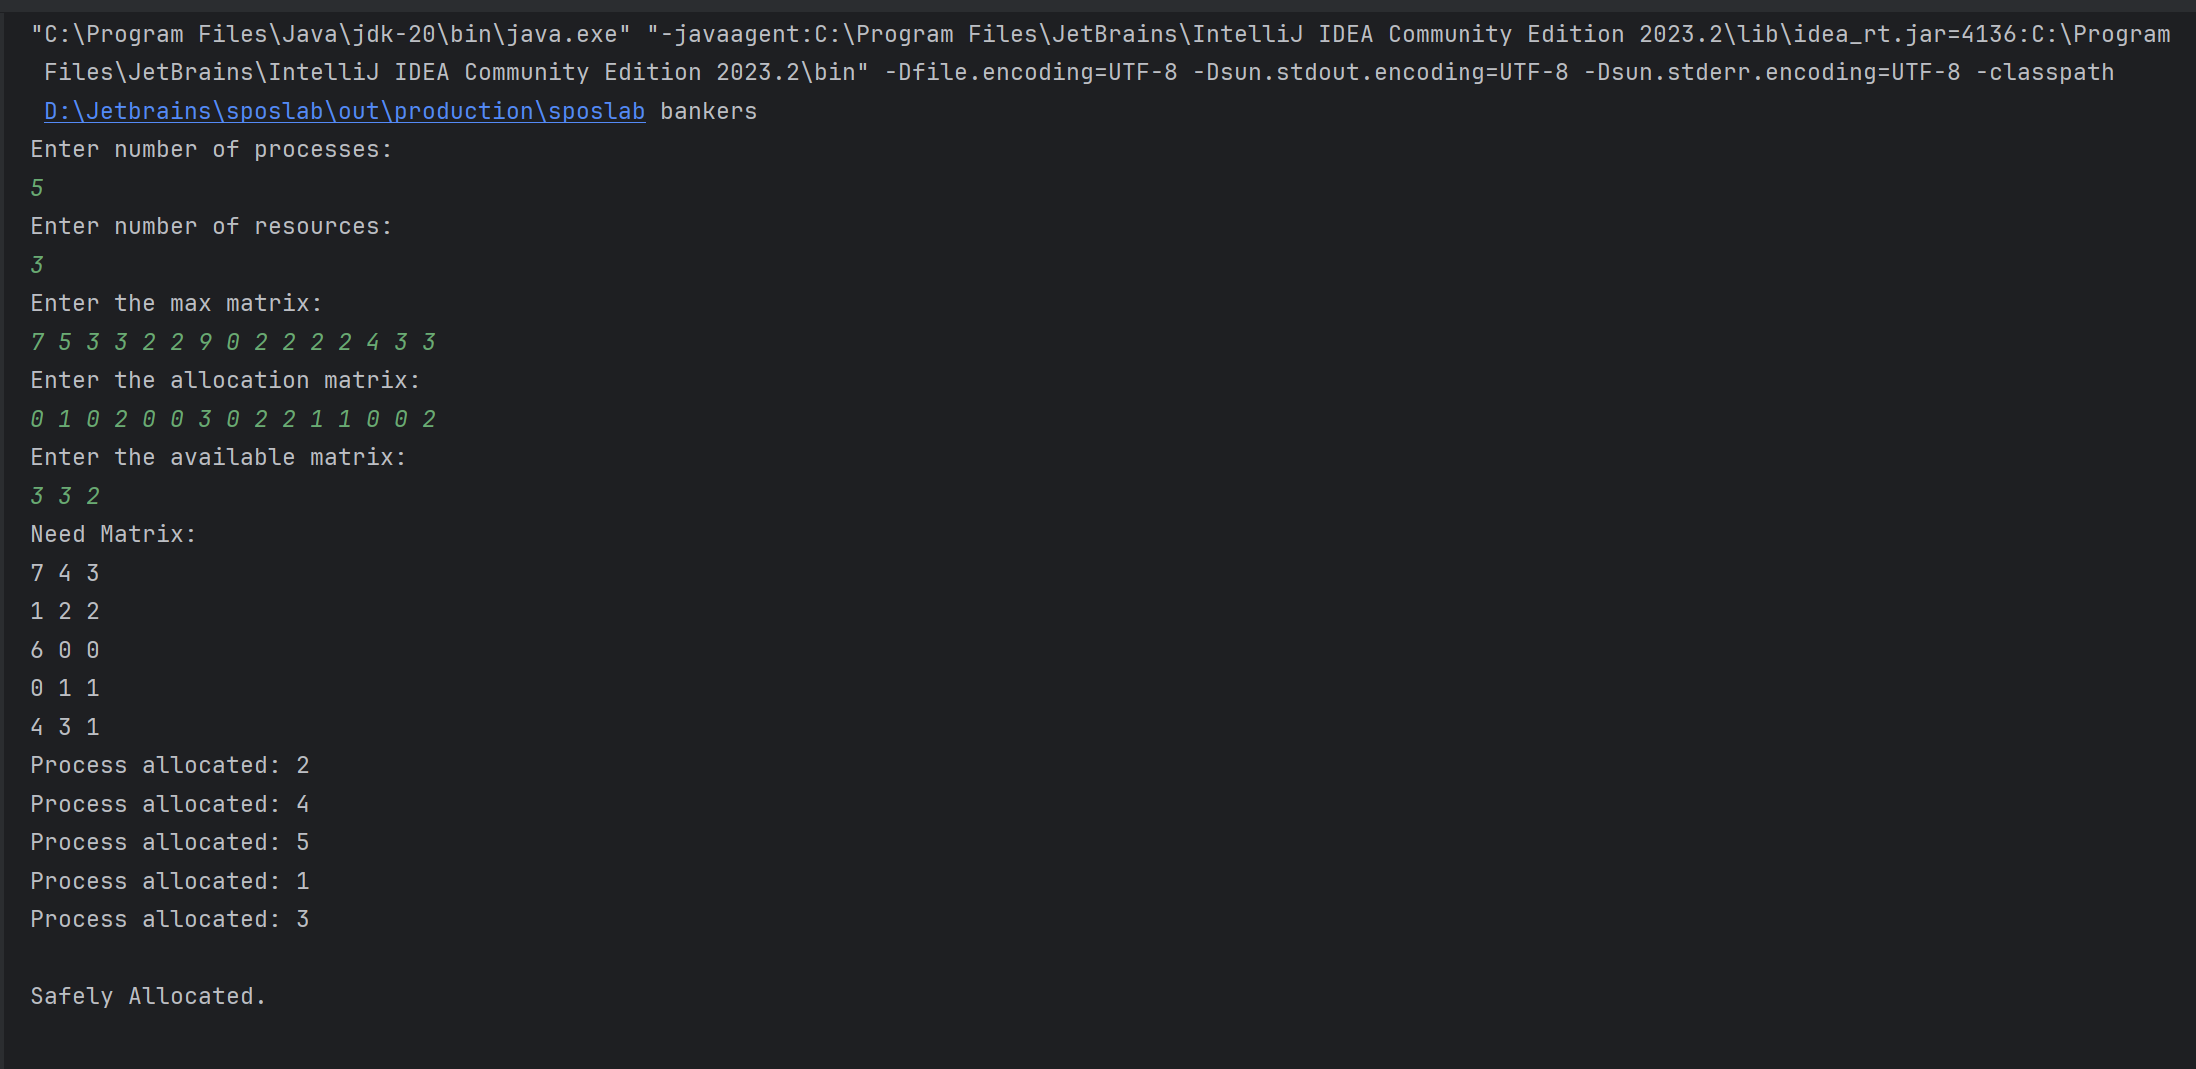 "C:\Program Files\Java\jdk-20\bin\java.exe" "-javaagent:C:\Program Files\JetBrains\IntelliJ IDEA Community Edition 2023.2\lib\idea_rt.jar=4136:C:\Program
Files\JetBrains\IntelliJ IDEA Community Edition 2023.2\bin" -Dfile.encoding=UTF-8 -Dsun.stdout.encoding=UTF-8 -Dsun.stderr.encoding=UTF-8 -classpath
D:\Jetbrains\sposlab\out\production\sposlab bankers
Enter number of processes:
5
Enter number of resources:
3
Enter the max matrix:
7 5 3 3 2 2 9 0 2 2 2 2 4 3 3
Enter the allocation matrix:
0 1 0 2 0 0 3 0 2 2 1 1 0 0 2
Enter the available matrix:
3 3 2
Need Matrix:
7 4 3
1 2 2
6 0 0
0 1 1
4 3 1
Process allocated: 2
Process allocated: 4
Process allocated: 5
Process allocated: 1
Process allocated: 3
Safely Allocated.